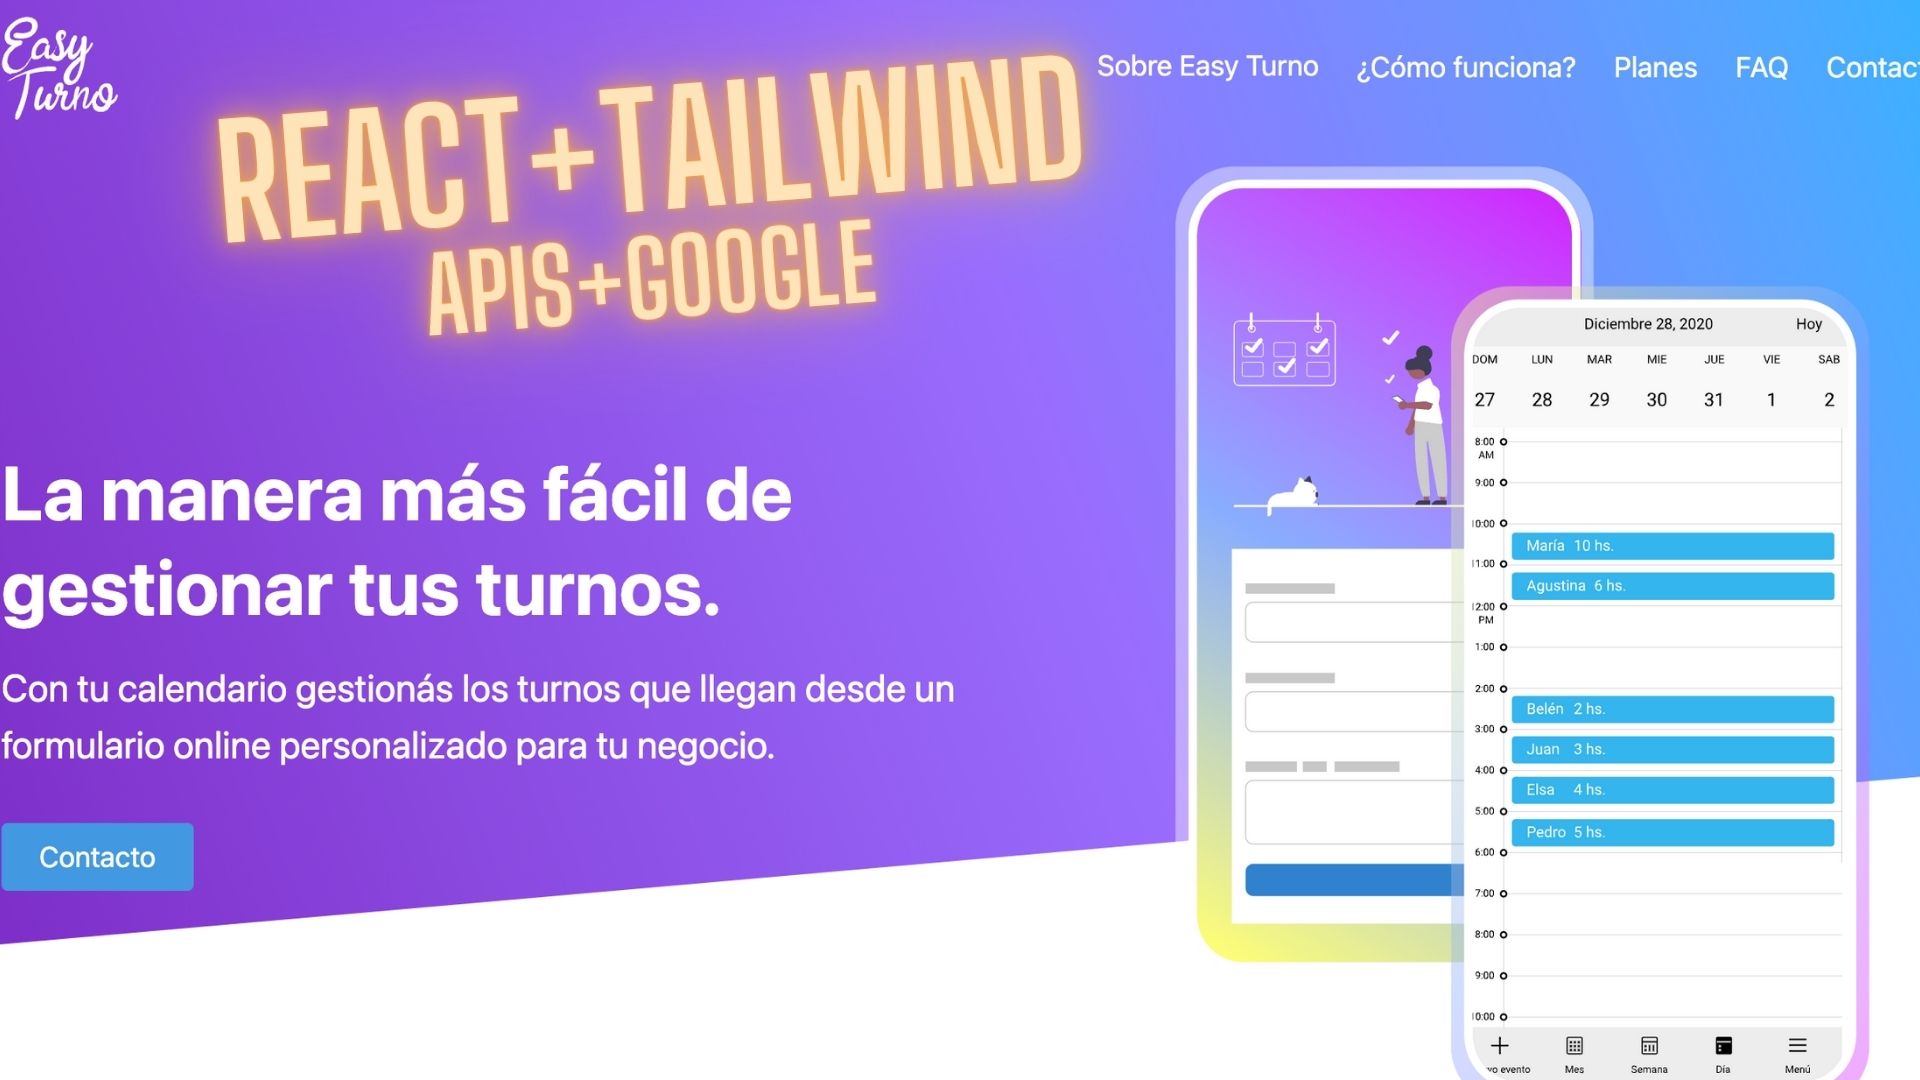 Easy
Turno
Sobre Easy Turno ¿Cómo funciona? Planes FAQ Contact
REACT+TAILWIND
APIS+GOOGLE
La manera más fácil de
gestionar tus turnos.
Con tu calendario gestionás los turnos que llegan desde un
formulario online personalizado para tu negocio.
Contacto
Diciembre 28, 2020 Hoy
DOM LUN MAR MIE JUE VIE SAB
27 28 29 30 31 1 2
8:00
AM
9:00
10:00
María 10 hs.
11:00
Agustina 6 hs.
12:00
PM
1:00
2:00
Belén 2 hs.
3:00
Juan 3 hs.
4:00
Elsa 4 hs.
5:00
Pedro 5 hs.
6:00
7:00
8:00
9:00
10:00
vo evento Mes Semana Día Menú